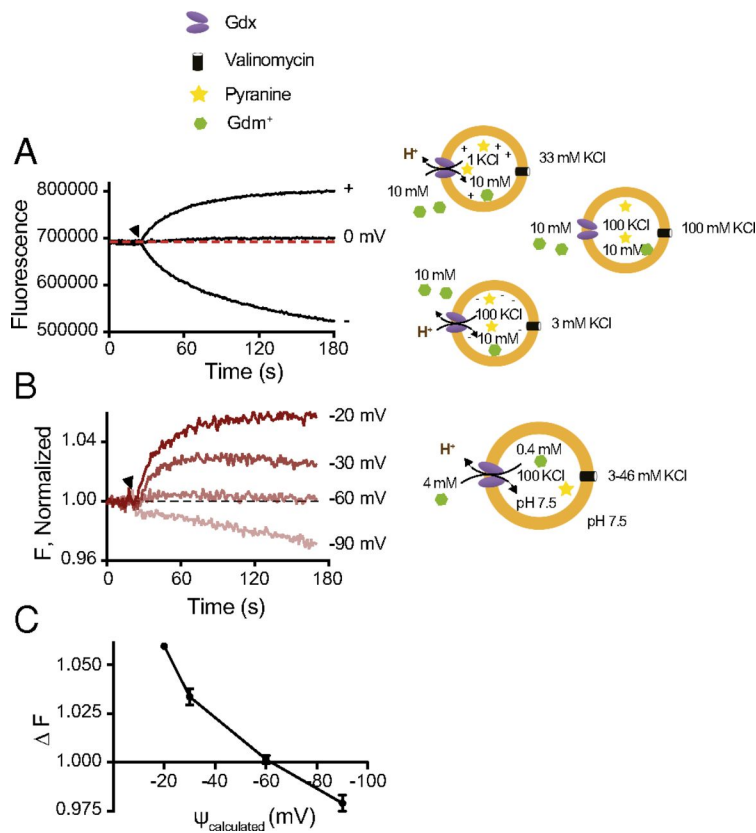 Gdx
Valinomycin
Pyranine
Gdm+
A
800000
700000
600000
500000
Fluorescence
0
60
120
180
Time (s)
+
0 mV
-
H+
1 KCl
+
+
+
+
10 mM
10 mM
33 mM KCl
10 mM
100 KCl
10 mM
100 mM KCl
10 mM
H+
- -
100 KCl
- -
10 mM
3 mM KCl
B
1.04
1.00
0.96
F, Normalized
0
60
120
180
Time (s)
-20 mV
-30 mV
-60 mV
-90 mV
H+
0.4 mM
100 KCl
4 mM
pH 7.5
pH 7.5
3-46 mM KCl
C
1.050
1.025
1.000
0.975
Δ F
-20
-40
-60
-80
-100
Ψcalculated (mV)